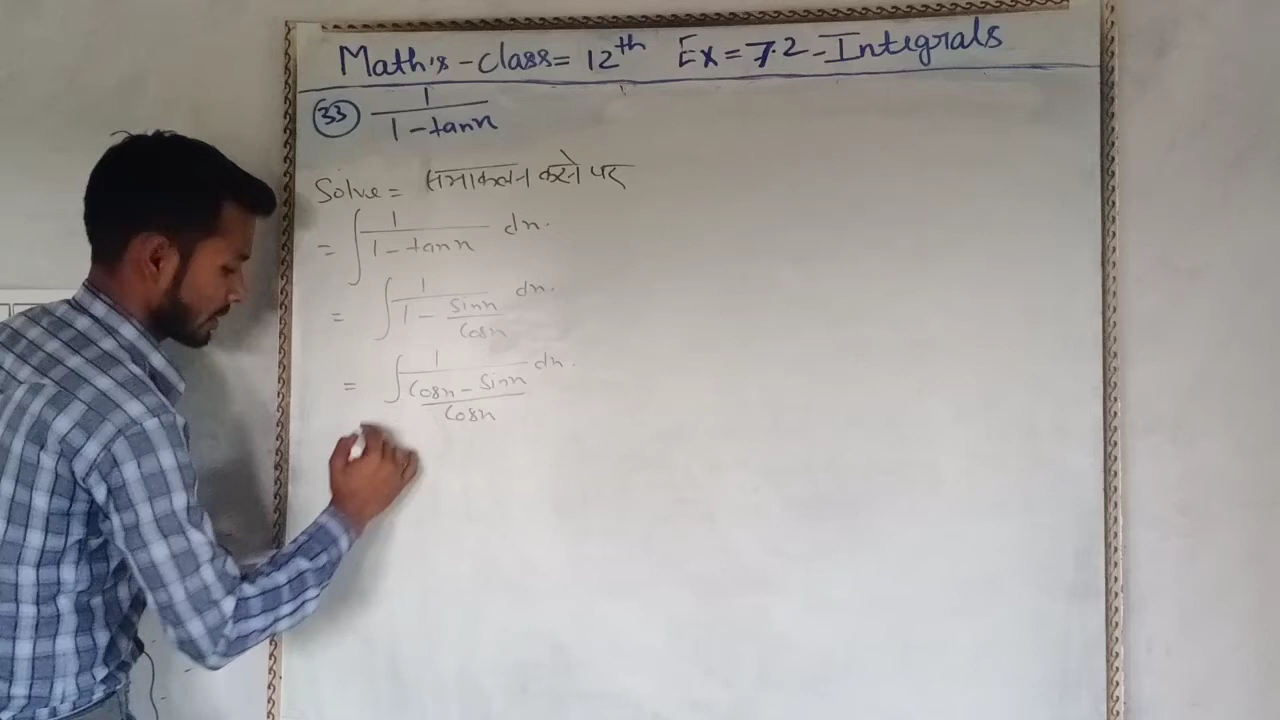 Math's - Class = 12th Ex = 7.2 - Integrals
33 1/(1 - tanx)
Solve = समाकलन करने पर
= ∫ 1/(1 - tanx) dx.
= ∫ 1/(1 - sinx/cosx) dx.
= ∫ 1/((cosx - sinx)/cosx) dx.